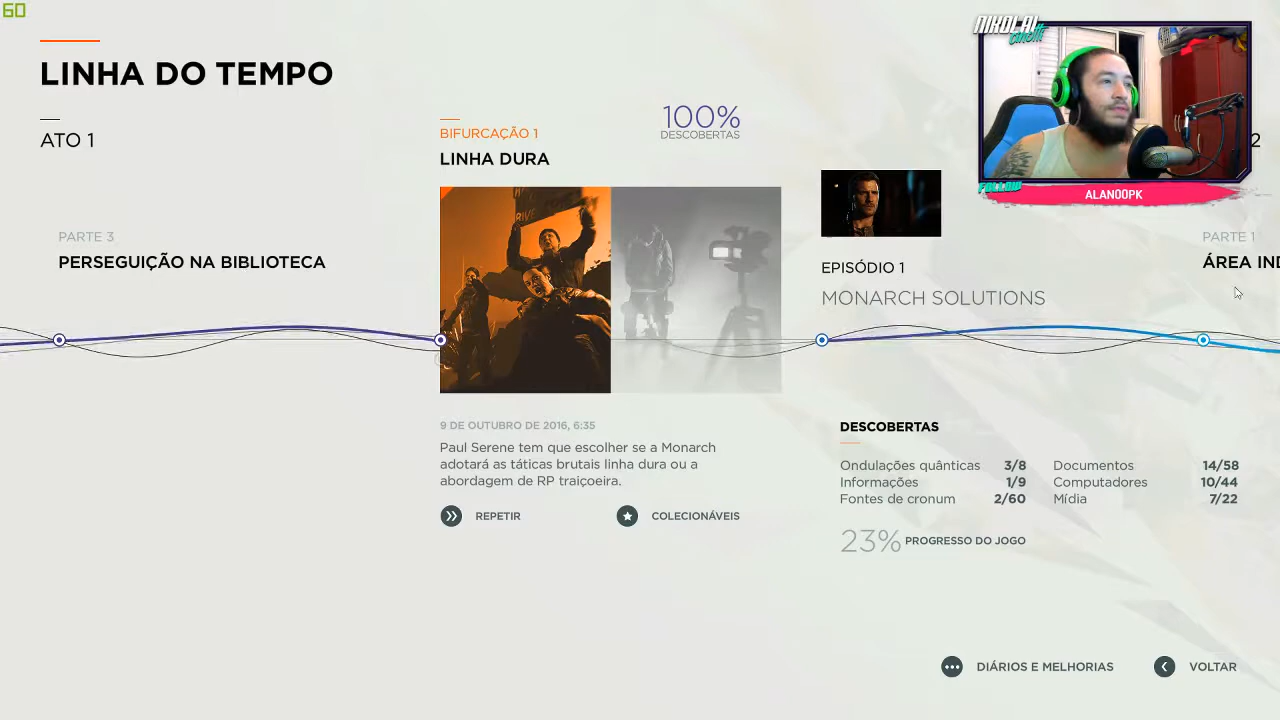 60
LINHA DO TEMPO
ATO 1
PARTE 3
PERSEGUIÇÃO NA BIBLIOTECA
BIFURCAÇÃO 1
LINHA DURA
100%
DESCOBERTAS
9 DE OUTUBRO DE 2016, 6:35
Paul Serene tem que escolher se a Monarch
adotará as táticas brutais linha dura ou a
abordagem de RP traiçoeira.
REPETIR
COLECIONÁVEIS
EPISÓDIO 1
MONARCH SOLUTIONS
NIKOLAI
FOLLOW
ALAN00PK
2
PARTE 1
ÁREA IND
DESCOBERTAS
Ondulações quânticas 3/8 Documentos 14/58
Informações 1/9 Computadores 10/44
Fontes de cronum 2/60 Mídia 7/22
23% PROGRESSO DO JOGO
DIÁRIOS E MELHORIAS
VOLTAR